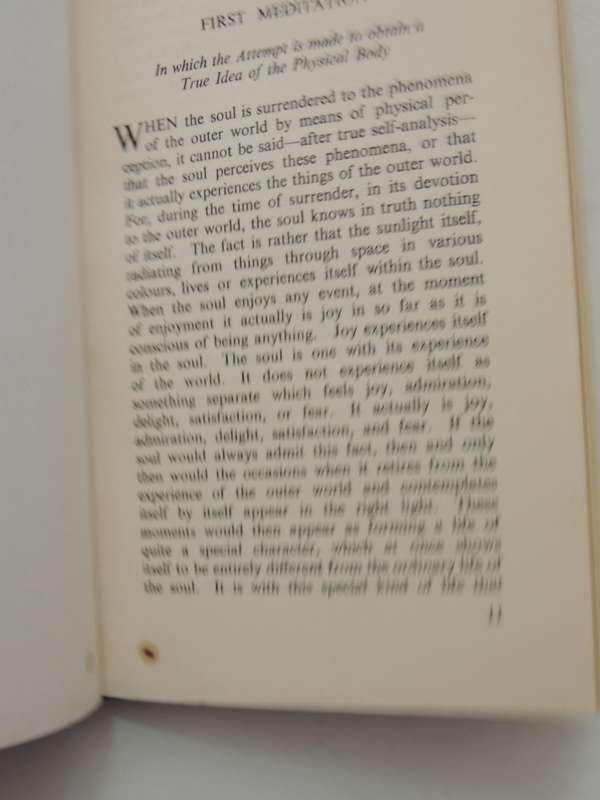 FIRST MEDITATION
In which the Attempt is made to obtain a
True Idea of the Physical Body
WHEN the soul is surrendered to the phenomena
of the outer world by means of physical per-
ception, it cannot be said—after true self-analysis—
that the soul perceives these phenomena, or that
it actually experiences the things of the outer world.
For, during the time of surrender, in its devotion
to the outer world, the soul knows in truth nothing
of itself. The fact is rather that the sunlight itself,
radiating from things through space in various
colours, lives or experiences itself within the soul.
When the soul enjoys any event, at the moment
of enjoyment it actually is joy in so far as it is
conscious of being anything. Joy experiences itself
in the soul. The soul is one with its experience
of the world. It does not experience itself as
something separate which feels joy, admiration,
delight, satisfaction, or fear. It actually is joy,
admiration, delight, satisfaction, and fear. If the
soul would always admit this fact, then and only
then would the occasions when it retires from the
experience of the outer world and contemplates
itself by itself appear in the right light. These
moments would then appear as forming a life of
quite a special character, which at once shows
itself to be entirely different from the ordinary life of
the soul. It is with this special kind of life that
11